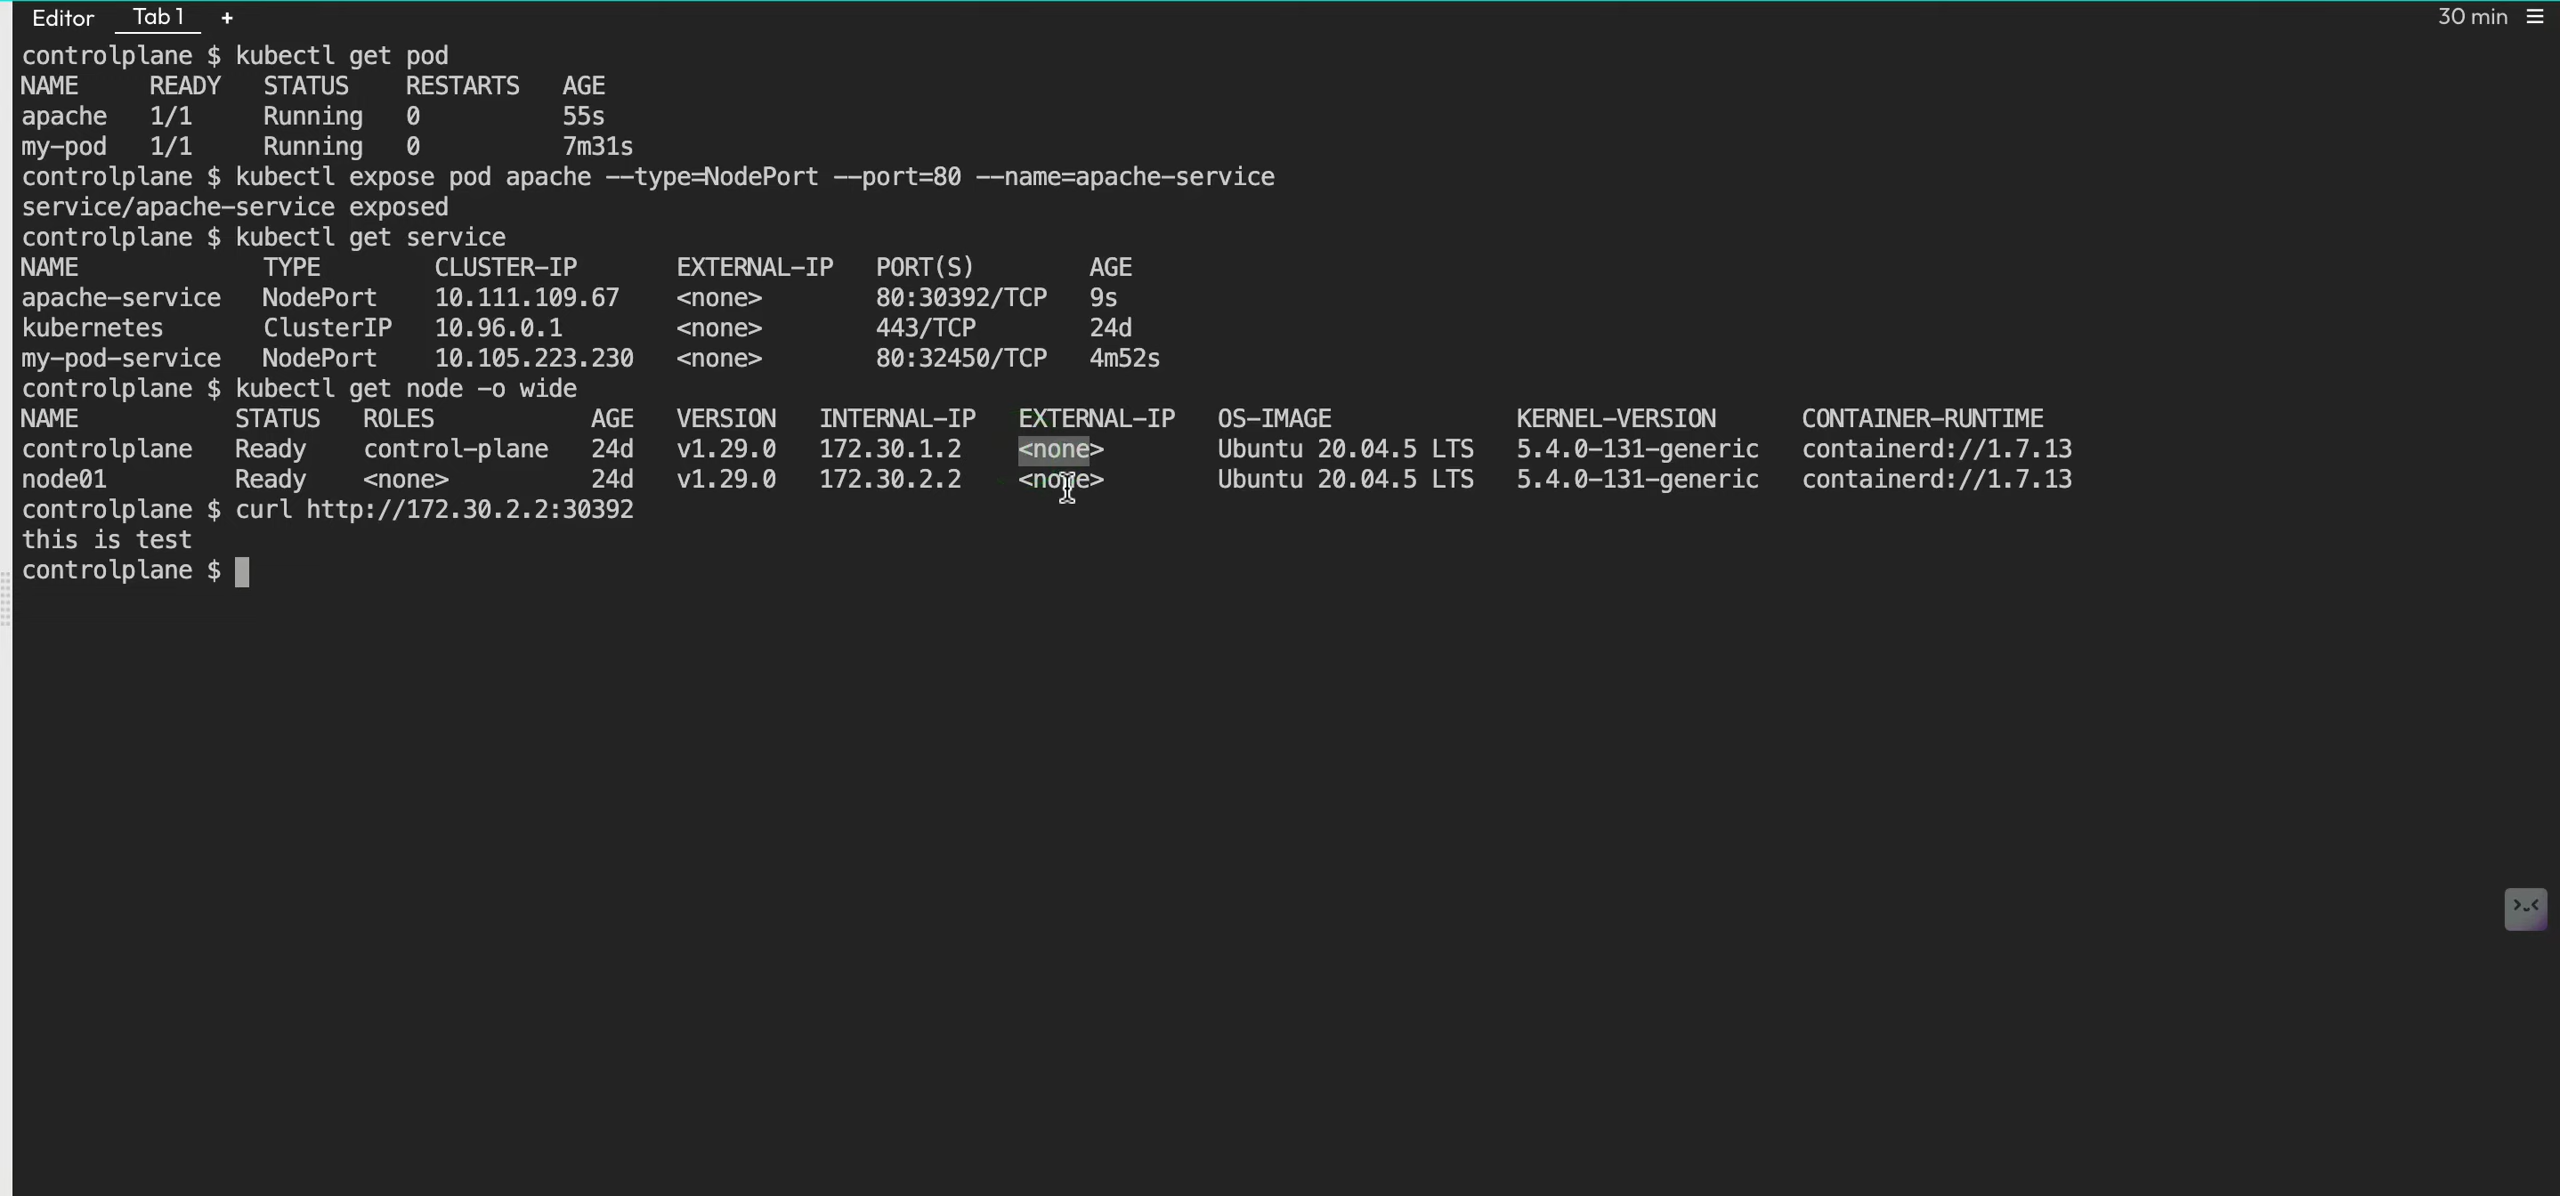 Editor Tab 1 + 30 min
controlplane $ kubectl get pod
NAME READY STATUS RESTARTS AGE
apache 1/1 Running 0 55s
my-pod 1/1 Running 0 7m31s
controlplane $ kubectl expose pod apache --type=NodePort --port=80 --name=apache-service
service/apache-service exposed
controlplane $ kubectl get service
NAME TYPE CLUSTER-IP EXTERNAL-IP PORT(S) AGE
apache-service NodePort 10.111.109.67 <none> 80:30392/TCP 9s
kubernetes ClusterIP 10.96.0.1 <none> 443/TCP 24d
my-pod-service NodePort 10.105.223.230 <none> 80:32450/TCP 4m52s
controlplane $ kubectl get node -o wide
NAME STATUS ROLES AGE VERSION INTERNAL-IP EXTERNAL-IP OS-IMAGE KERNEL-VERSION CONTAINER-RUNTIME
controlplane Ready control-plane 24d v1.29.0 172.30.1.2 <none> Ubuntu 20.04.5 LTS 5.4.0-131-generic containerd://1.7.13
node01 Ready <none> 24d v1.29.0 172.30.2.2 <none> Ubuntu 20.04.5 LTS 5.4.0-131-generic containerd://1.7.13
controlplane $ curl http://172.30.2.2:30392
this is test
controlplane $